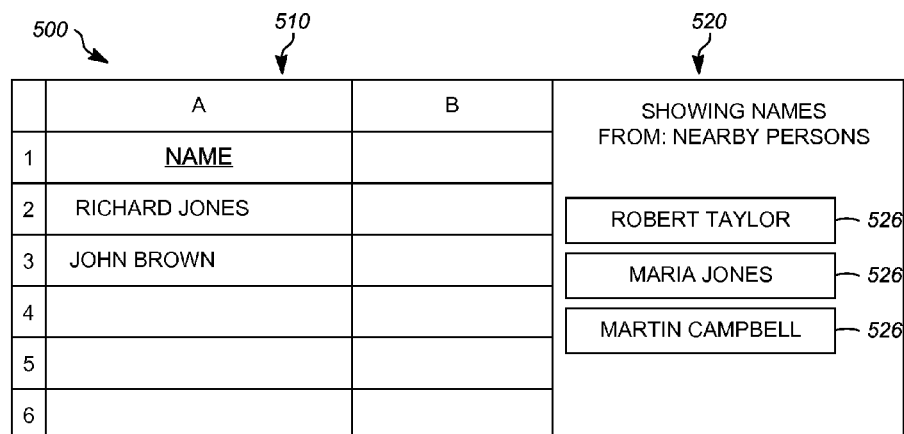 500
510
520
A
B
SHOWING NAMES
FROM: NEARBY PERSONS
1
NAME
2
RICHARD JONES
ROBERT TAYLOR
526
3
JOHN BROWN
MARIA JONES
526
4
MARTIN CAMPBELL
526
5
6